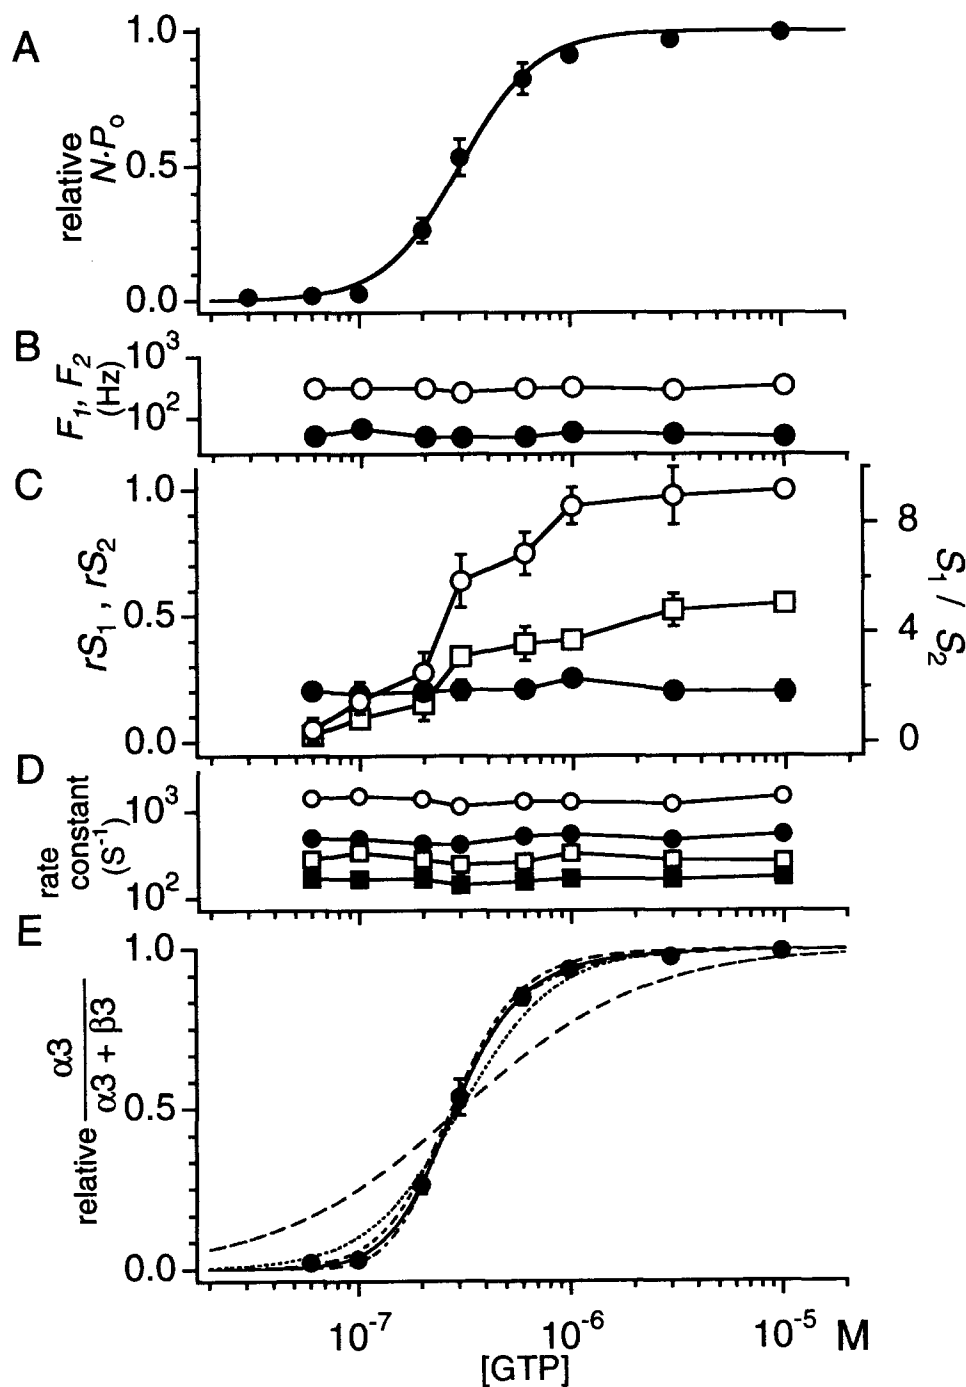 A
relative
N·Pₒ
1.0
0.5
0.0
B
F₁, F₂
(Hz)
10³
10²
C
rS₁ , rS₂
1.0
0.5
0.0
8
4
0
S₁ / S₂
D
rate
constant
(S⁻¹)
10³
10²
E
relative α3 / α3 + β3
1.0
0.5
0.0
10⁻⁷ 10⁻⁶ 10⁻⁵ M
[GTP]